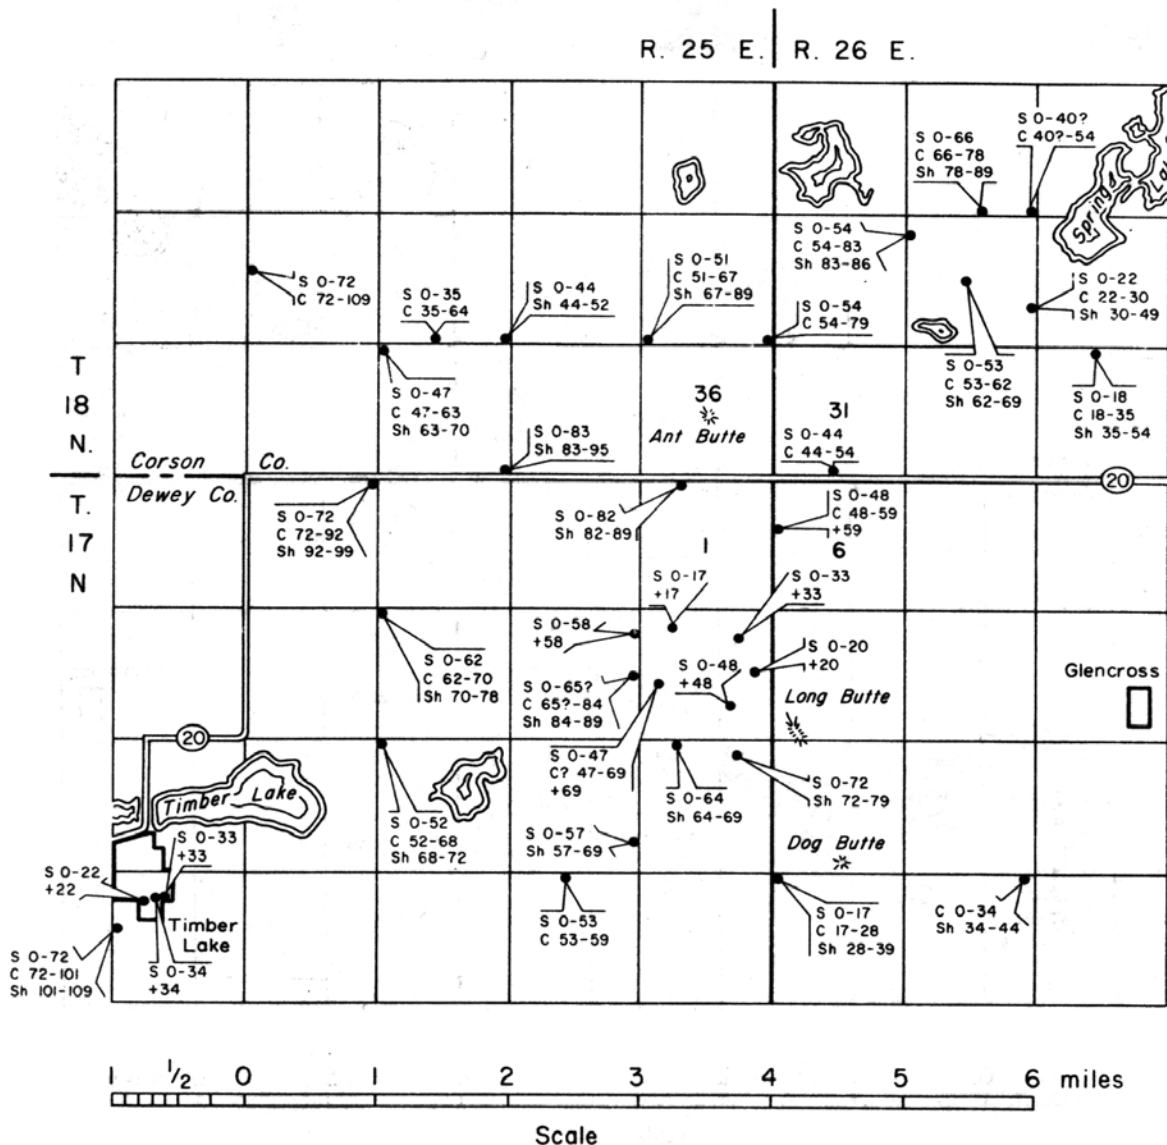 R. 25 E. R. 26 E.
S 0-66
C 66-78
Sh 78-89
S 0-40?
C 40?-54
Spring
S 0-54
C 54-83
Sh 83-86
S 0-72
C 72-109
S 0-35
C 35-64
S 0-44
Sh 44-52
S 0-51
C 51-67
Sh 67-89
S 0-54
C 54-79
S 0-22
C 22-30
Sh 30-49
T
18
N.
S 0-47
C 47-63
Sh 63-70
S 0-83
Sh 83-95
36
Ant Butte
31
S 0-44
C 44-54
S 0-53
C 53-62
Sh 62-69
S 0-18
C 18-35
Sh 35-54
Corson Co.
Dewey Co.
20
T.
17
N
S 0-72
C 72-92
Sh 92-99
S 0-82
Sh 82-89
S 0-48
C 48-59
+59
1
6
S 0-17
+17
S 0-33
+33
S 0-58
+58
S 0-62
C 62-70
Sh 70-78
S 0-65?
C 65?-84
Sh 84-89
S 0-48
+48
S 0-20
+20
Glencross
Long Butte
20
S 0-47
C? 47-69
+69
Timber Lake
S 0-52
C 52-68
Sh 68-72
S 0-64
Sh 64-69
S 0-72
Sh 72-79
S 0-57
Sh 57-69
Dog Butte
S 0-33
+33
S 0-22
+22
Timber
Lake
S 0-72
C 72-101
Sh 101-109
S 0-34
+34
S 0-53
C 53-59
S 0-17
C 17-28
Sh 28-39
C 0-34
Sh 34-44
1 1/2 0 1 2 3 4 5 6 miles
Scale